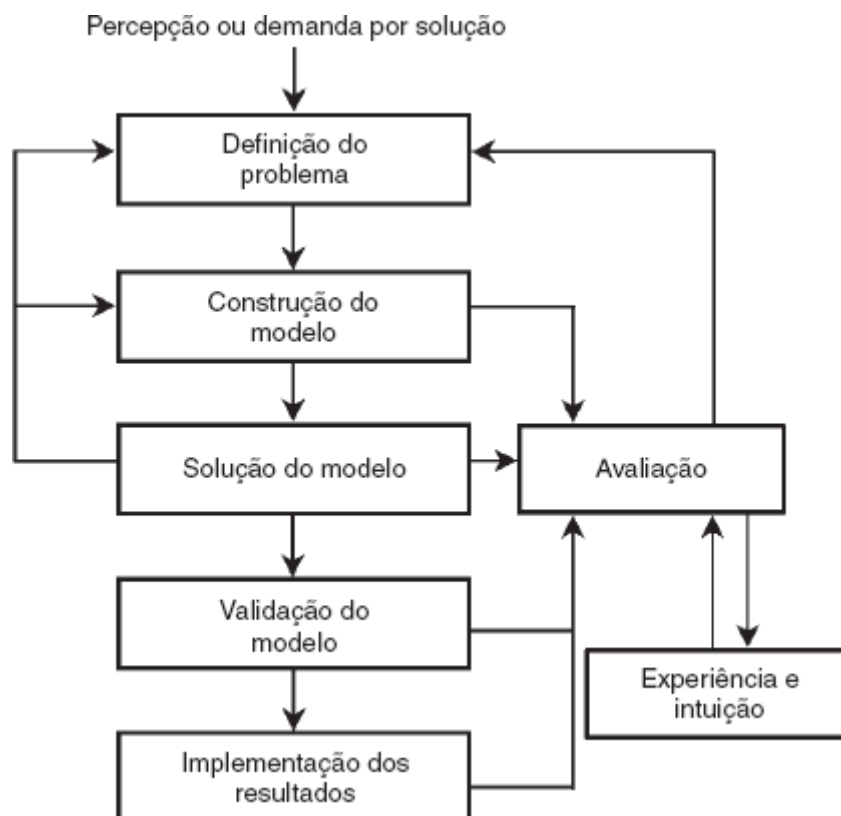 Percepção ou demanda por solução
Definição do
problema
Construção do
modelo
Solução do modelo
Avaliação
Validação do
modelo
Experiência e
intuição
Implementação dos
resultados